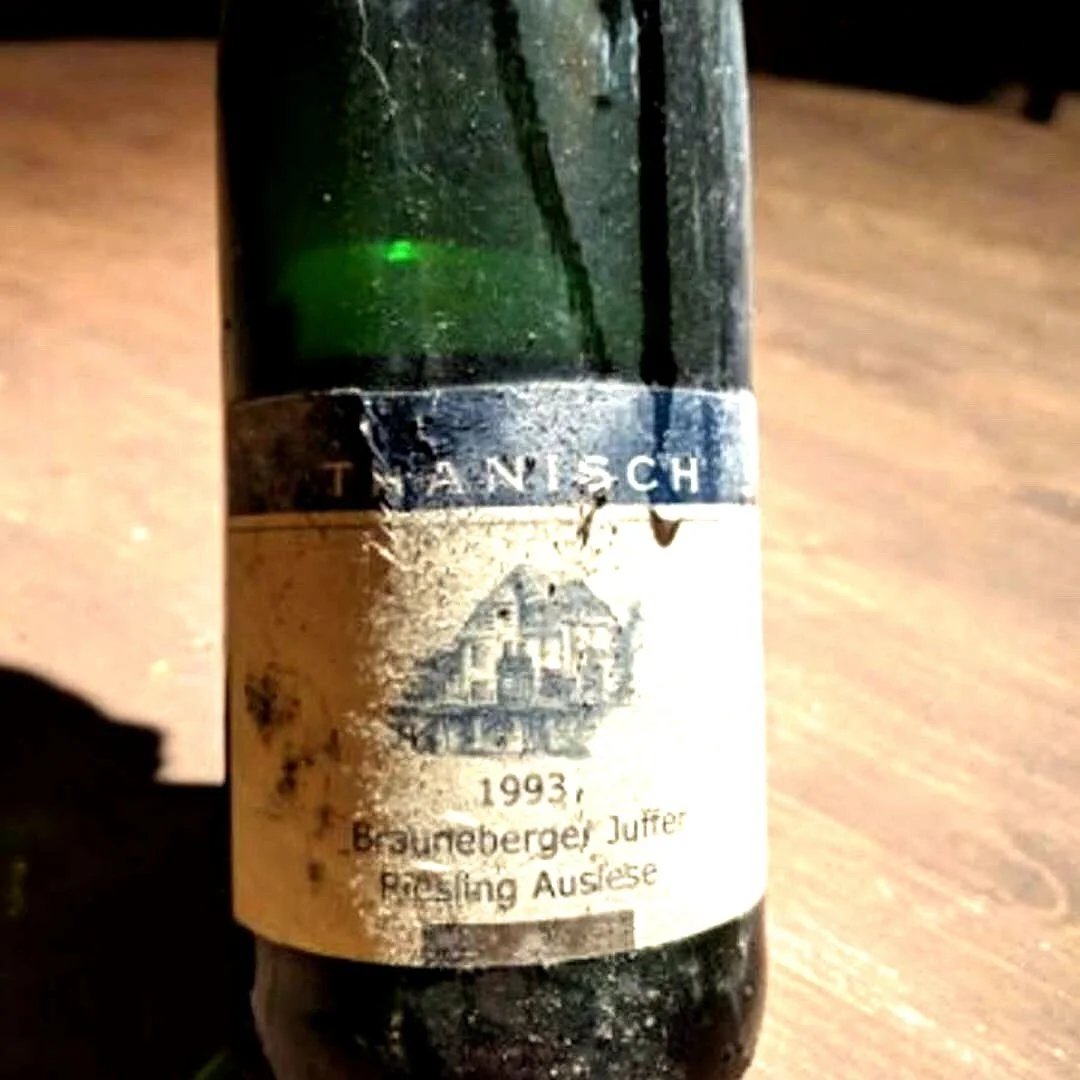 THANISCH
1993
Brauneberger Juffer
Riesling Auslese